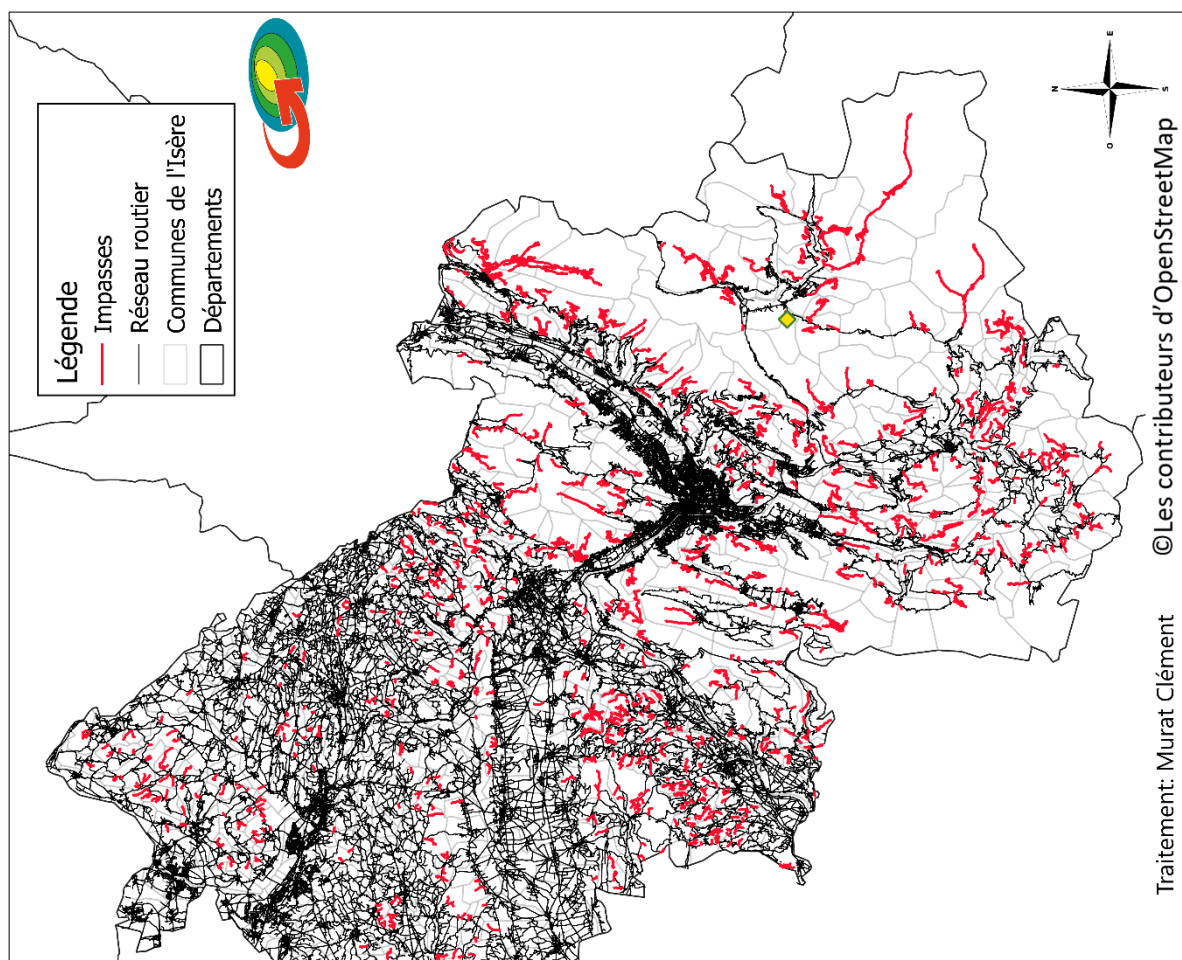 Légende
Impasses
Réseau routier
Communes de l'Isère
Départements
N
E
S
O
Traitement: Murat Clément
©Les contributeurs d'OpenStreetMap